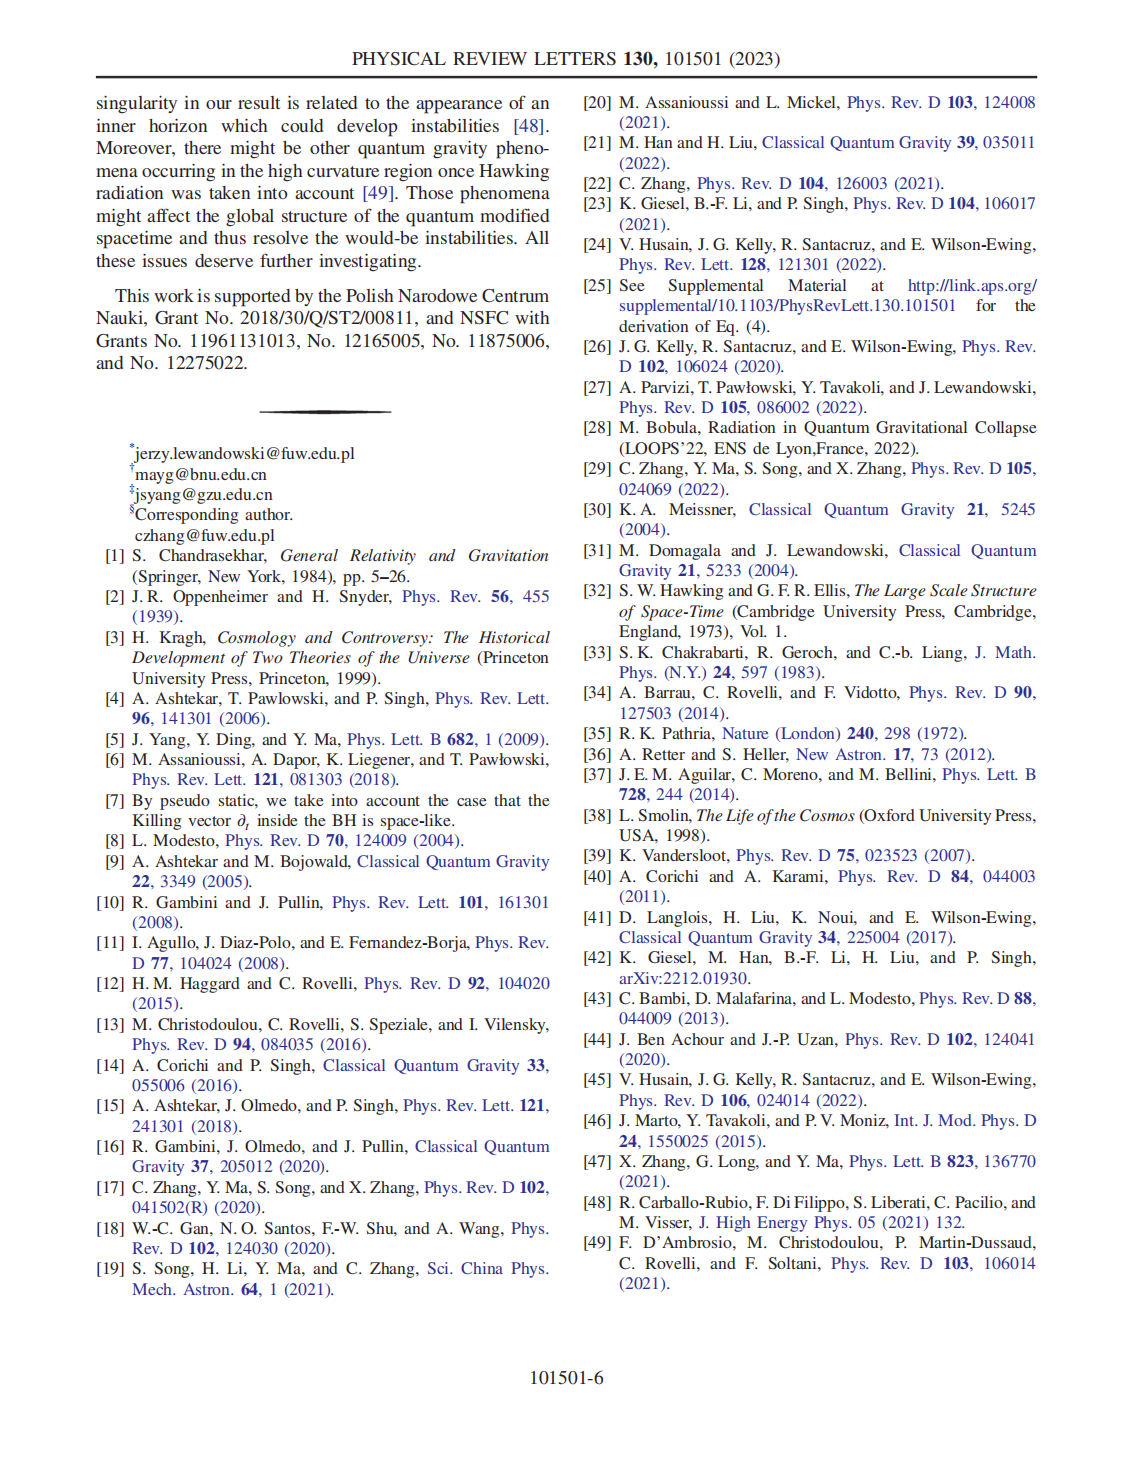 PHYSICAL REVIEW LETTERS 130, 101501 (2023)
singularity in our result is related to the appearance of an
inner horizon which could develop instabilities [48].
Moreover, there might be other quantum gravity pheno-
mena occurring in the high curvature region once Hawking
radiation was taken into account [49]. Those phenomena
might affect the global structure of the quantum modified
spacetime and thus resolve the would-be instabilities. All
these issues deserve further investigating.
This work is supported by the Polish Narodowe Centrum
Nauki, Grant No. 2018/30/Q/ST2/00811, and NSFC with
Grants No. 11961131013, No. 12165005, No. 11875006,
and No. 12275022.
*jerzy.lewandowski@fuw.edu.pl
†mayg@bnu.edu.cn
‡jsyang@gzu.edu.cn
§Corresponding author.
czhang@fuw.edu.pl
[1] S. Chandrasekhar, General Relativity and Gravitation
(Springer, New York, 1984), pp. 5–26.
[2] J. R. Oppenheimer and H. Snyder, Phys. Rev. 56, 455
(1939).
[3] H. Kragh, Cosmology and Controversy: The Historical
Development of Two Theories of the Universe (Princeton
University Press, Princeton, 1999).
[4] A. Ashtekar, T. Pawlowski, and P. Singh, Phys. Rev. Lett.
96, 141301 (2006).
[5] J. Yang, Y. Ding, and Y. Ma, Phys. Lett. B 682, 1 (2009).
[6] M. Assanioussi, A. Dapor, K. Liegener, and T. Pawłowski,
Phys. Rev. Lett. 121, 081303 (2018).
[7] By pseudo static, we take into account the case that the
Killing vector ∂t inside the BH is space-like.
[8] L. Modesto, Phys. Rev. D 70, 124009 (2004).
[9] A. Ashtekar and M. Bojowald, Classical Quantum Gravity
22, 3349 (2005).
[10] R. Gambini and J. Pullin, Phys. Rev. Lett. 101, 161301
(2008).
[11] I. Agullo, J. Diaz-Polo, and E. Fernandez-Borja, Phys. Rev.
D 77, 104024 (2008).
[12] H. M. Haggard and C. Rovelli, Phys. Rev. D 92, 104020
(2015).
[13] M. Christodoulou, C. Rovelli, S. Speziale, and I. Vilensky,
Phys. Rev. D 94, 084035 (2016).
[14] A. Corichi and P. Singh, Classical Quantum Gravity 33,
055006 (2016).
[15] A. Ashtekar, J. Olmedo, and P. Singh, Phys. Rev. Lett. 121,
241301 (2018).
[16] R. Gambini, J. Olmedo, and J. Pullin, Classical Quantum
Gravity 37, 205012 (2020).
[17] C. Zhang, Y. Ma, S. Song, and X. Zhang, Phys. Rev. D 102,
041502(R) (2020).
[18] W.-C. Gan, N. O. Santos, F.-W. Shu, and A. Wang, Phys.
Rev. D 102, 124030 (2020).
[19] S. Song, H. Li, Y. Ma, and C. Zhang, Sci. China Phys.
Mech. Astron. 64, 1 (2021).
[20] M. Assanioussi and L. Mickel, Phys. Rev. D 103, 124008
(2021).
[21] M. Han and H. Liu, Classical Quantum Gravity 39, 035011
(2022).
[22] C. Zhang, Phys. Rev. D 104, 126003 (2021).
[23] K. Giesel, B.-F. Li, and P. Singh, Phys. Rev. D 104, 106017
(2021).
[24] V. Husain, J. G. Kelly, R. Santacruz, and E. Wilson-Ewing,
Phys. Rev. Lett. 128, 121301 (2022).
[25] See Supplemental Material at http://link.aps.org/
supplemental/10.1103/PhysRevLett.130.101501 for the
derivation of Eq. (4).
[26] J. G. Kelly, R. Santacruz, and E. Wilson-Ewing, Phys. Rev.
D 102, 106024 (2020).
[27] A. Parvizi, T. Pawłowski, Y. Tavakoli, and J. Lewandowski,
Phys. Rev. D 105, 086002 (2022).
[28] M. Bobula, Radiation in Quantum Gravitational Collapse
(LOOPS'22, ENS de Lyon,France, 2022).
[29] C. Zhang, Y. Ma, S. Song, and X. Zhang, Phys. Rev. D 105,
024069 (2022).
[30] K. A. Meissner, Classical Quantum Gravity 21, 5245
(2004).
[31] M. Domagala and J. Lewandowski, Classical Quantum
Gravity 21, 5233 (2004).
[32] S. W. Hawking and G. F. R. Ellis, The Large Scale Structure
of Space-Time (Cambridge University Press, Cambridge,
England, 1973), Vol. 1.
[33] S. K. Chakrabarti, R. Geroch, and C.-b. Liang, J. Math.
Phys. (N.Y.) 24, 597 (1983).
[34] A. Barrau, C. Rovelli, and F. Vidotto, Phys. Rev. D 90,
127503 (2014).
[35] R. K. Pathria, Nature (London) 240, 298 (1972).
[36] A. Retter and S. Heller, New Astron. 17, 73 (2012).
[37] J. E. M. Aguilar, C. Moreno, and M. Bellini, Phys. Lett. B
728, 244 (2014).
[38] L. Smolin, The Life of the Cosmos (Oxford University Press,
USA, 1998).
[39] K. Vandersloot, Phys. Rev. D 75, 023523 (2007).
[40] A. Corichi and A. Karami, Phys. Rev. D 84, 044003
(2011).
[41] D. Langlois, H. Liu, K. Noui, and E. Wilson-Ewing,
Classical Quantum Gravity 34, 225004 (2017).
[42] K. Giesel, M. Han, B.-F. Li, H. Liu, and P. Singh,
arXiv:2212.01930.
[43] C. Bambi, D. Malafarina, and L. Modesto, Phys. Rev. D 88,
044009 (2013).
[44] J. Ben Achour and J.-P. Uzan, Phys. Rev. D 102, 124041
(2020).
[45] V. Husain, J. G. Kelly, R. Santacruz, and E. Wilson-Ewing,
Phys. Rev. D 106, 024014 (2022).
[46] J. Marto, Y. Tavakoli, and P. V. Moniz, Int. J. Mod. Phys. D
24, 1550025 (2015).
[47] X. Zhang, G. Long, and Y. Ma, Phys. Lett. B 823, 136770
(2021).
[48] R. Carballo-Rubio, F. Di Filippo, S. Liberati, C. Pacilio, and
M. Visser, J. High Energy Phys. 05 (2021) 132.
[49] F. D'Ambrosio, M. Christodoulou, P. Martin-Dussaud,
C. Rovelli, and F. Soltani, Phys. Rev. D 103, 106014
(2021).
101501-6